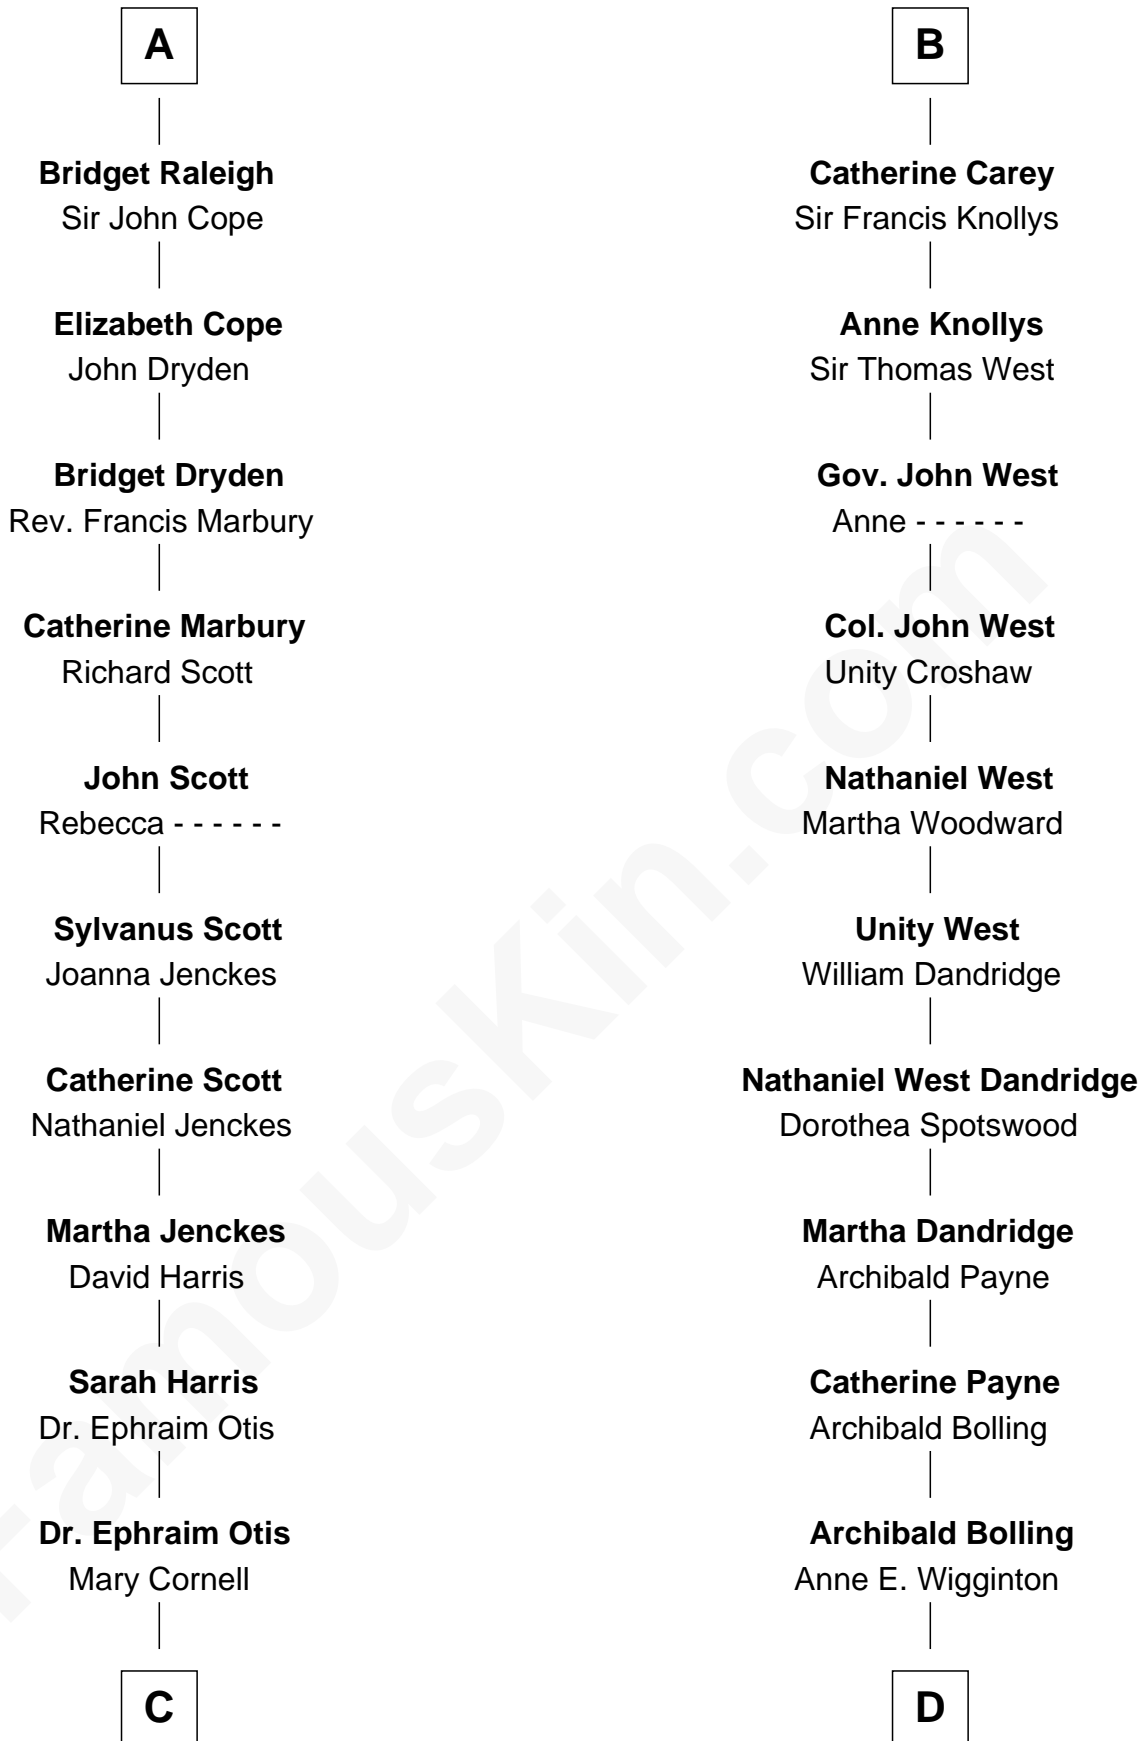 A
Bridget Raleigh
Sir John Cope
Elizabeth Cope
John Dryden
Bridget Dryden
Rev. Francis Marbury
Catherine Marbury
Richard Scott
John Scott
Rebecca - - - - - -
Sylvanus Scott
Joanna Jenckes
Catherine Scott
Nathaniel Jenckes
Martha Jenckes
David Harris
Sarah Harris
Dr. Ephraim Otis
Dr. Ephraim Otis
Mary Cornell
C
B
Catherine Carey
Sir Francis Knollys
Anne Knollys
Sir Thomas West
Gov. John West
Anne - - - - - -
Col. John West
Unity Croshaw
Nathaniel West
Martha Woodward
Unity West
William Dandridge
Nathaniel West Dandridge
Dorothea Spotswood
Martha Dandridge
Archibald Payne
Catherine Payne
Archibald Bolling
Archibald Bolling
Anne E. Wigginton
D
FamousKin.com